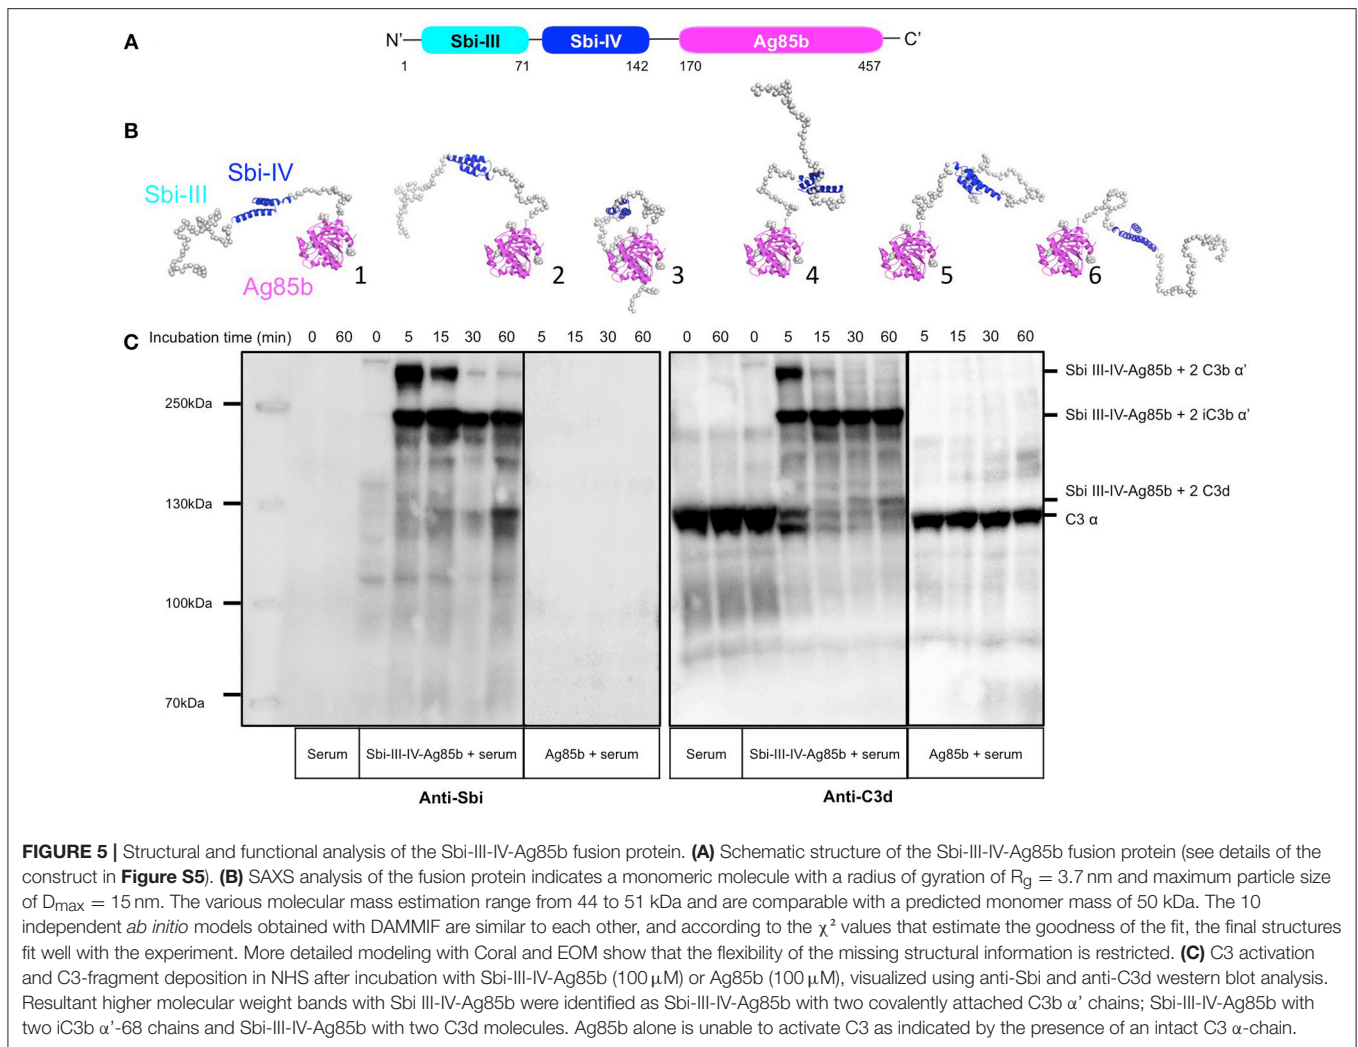 A
N'
Sbi-III
Sbi-IV
Ag85b
C'
1
71
142
170
457
B
Sbi-III
Sbi-IV
Ag85b
1
2
3
4
5
6
C
Incubation time (min)
0 60 0 5 15 30 60 5 15 30 60
0 60 0 5 15 30 60 5 15 30 60
250kDa
130kDa
100kDa
70kDa
Sbi III-IV-Ag85b + 2 C3b α'
Sbi III-IV-Ag85b + 2 iC3b α'
Sbi III-IV-Ag85b + 2 C3d
C3 α
Serum
Sbi-III-IV-Ag85b + serum
Ag85b + serum
Serum
Sbi-III-IV-Ag85b + serum
Ag85b + serum
Anti-Sbi
Anti-C3d
FIGURE 5 | Structural and functional analysis of the Sbi-III-IV-Ag85b fusion protein. (A) Schematic structure of the Sbi-III-IV-Ag85b fusion protein (see details of the
construct in Figure S5). (B) SAXS analysis of the fusion protein indicates a monomeric molecule with a radius of gyration of Rg = 3.7 nm and maximum particle size
of Dmax = 15 nm. The various molecular mass estimation range from 44 to 51 kDa and are comparable with a predicted monomer mass of 50 kDa. The 10
independent ab initio models obtained with DAMMIF are similar to each other, and according to the χ² values that estimate the goodness of the fit, the final structures
fit well with the experiment. More detailed modeling with Coral and EOM show that the flexibility of the missing structural information is restricted. (C) C3 activation
and C3-fragment deposition in NHS after incubation with Sbi-III-IV-Ag85b (100 μM) or Ag85b (100 μM), visualized using anti-Sbi and anti-C3d western blot analysis.
Resultant higher molecular weight bands with Sbi III-IV-Ag85b were identified as Sbi-III-IV-Ag85b with two covalently attached C3b α' chains; Sbi-III-IV-Ag85b with
two iC3b α'-68 chains and Sbi-III-IV-Ag85b with two C3d molecules. Ag85b alone is unable to activate C3 as indicated by the presence of an intact C3 α-chain.